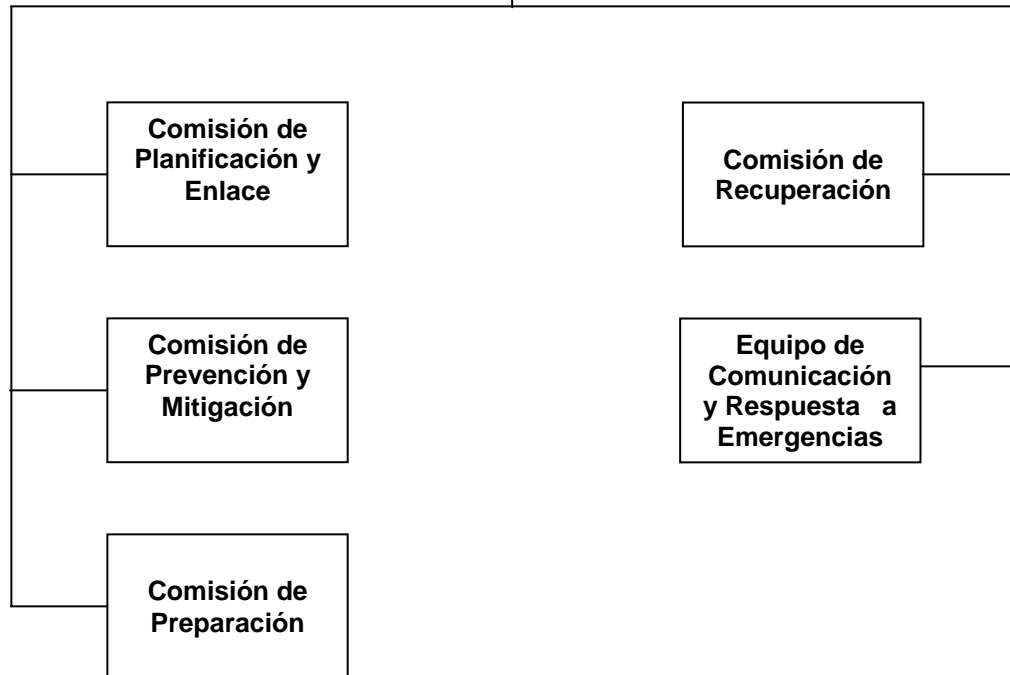 Comisión de
Planificación y
Enlace
Comisión de
Recuperación
Comisión de
Prevención y
Mitigación
Equipo de
Comunicación
y Respuesta a
Emergencias
Comisión de
Preparación